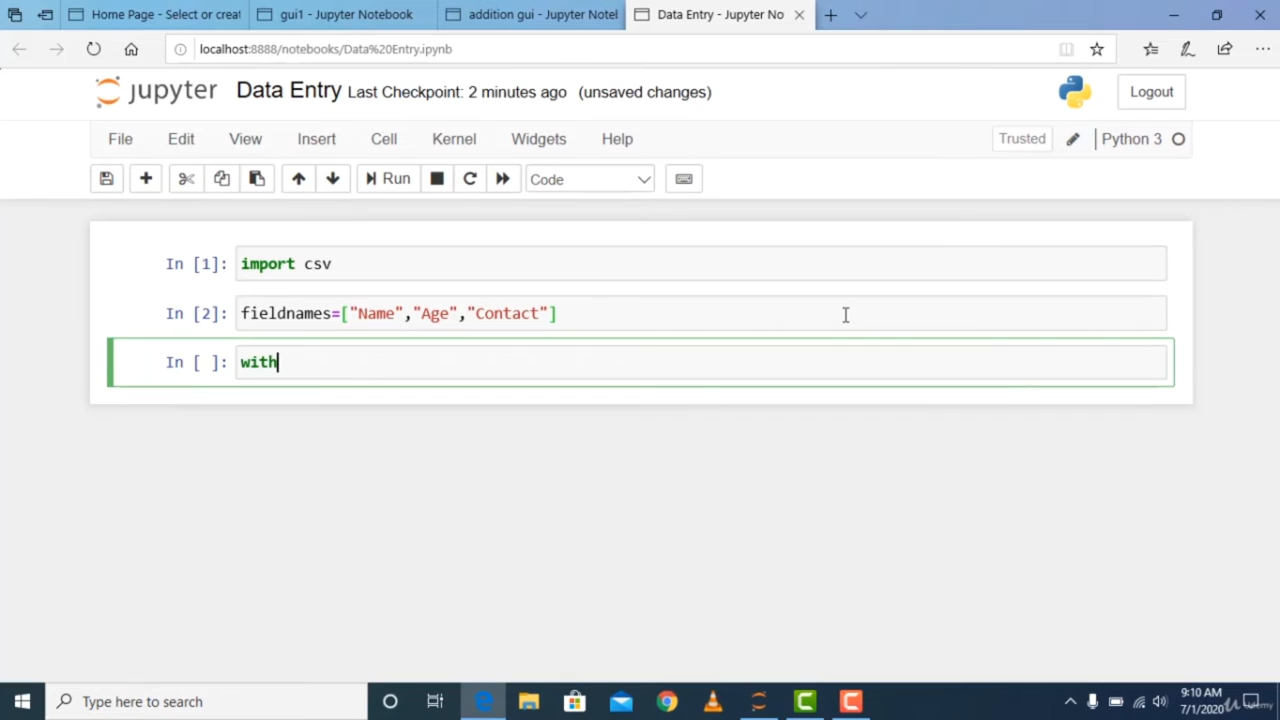 Home Page - Select or creat
gui1 - Jupyter Notebook
addition gui - Jupyter Notel
Data Entry - Jupyter No
localhost:8888/notebooks/Data%20Entry.ipynb
jupyter
Data Entry Last Checkpoint: 2 minutes ago (unsaved changes)
Logout
File Edit View Insert Cell Kernel Widgets Help
Trusted
Python 3
Run
Code
In [1]: import csv
In [2]: fieldnames=["Name","Age","Contact"]
In [ ]: with
Type here to search
9:10 AM
7/1/2020
Udemy